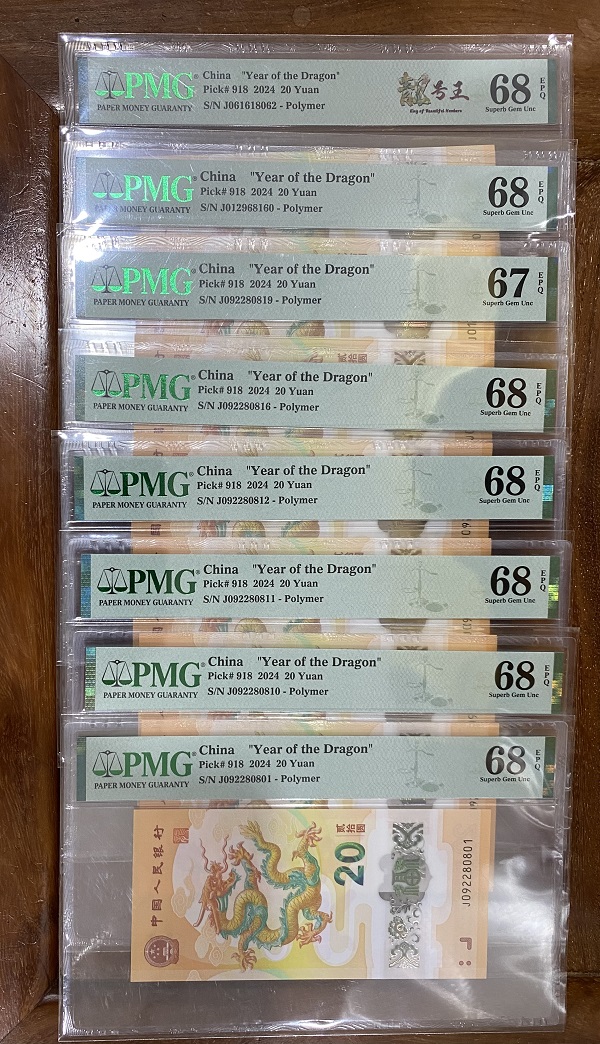 PMG
PAPER MONEY GUARANTY
China "Year of the Dragon"
Pick# 918 2024 20 Yuan
S/N J061618062 - Polymer
靓号王
King of Beautiful Numbers
68 EPQ
Superb Gem Unc
PMG
PAPER MONEY GUARANTY
China "Year of the Dragon"
Pick# 918 2024 20 Yuan
S/N J012968160 - Polymer
68 EPQ
Superb Gem Unc
PMG
PAPER MONEY GUARANTY
China "Year of the Dragon"
Pick# 918 2024 20 Yuan
S/N J092280819 - Polymer
67 EPQ
Superb Gem Unc
PMG
PAPER MONEY GUARANTY
China "Year of the Dragon"
Pick# 918 2024 20 Yuan
S/N J092280816 - Polymer
68 EPQ
Superb Gem Unc
贰拾圆
PMG
PAPER MONEY GUARANTY
China "Year of the Dragon"
Pick# 918 2024 20 Yuan
S/N J092280812 - Polymer
68 EPQ
Superb Gem Unc
PMG
PAPER MONEY GUARANTY
China "Year of the Dragon"
Pick# 918 2024 20 Yuan
S/N J092280811 - Polymer
68 EPQ
Superb Gem Unc
PMG
PAPER MONEY GUARANTY
China "Year of the Dragon"
Pick# 918 2024 20 Yuan
S/N J092280810 - Polymer
68 EPQ
Superb Gem Unc
PMG
PAPER MONEY GUARANTY
China "Year of the Dragon"
Pick# 918 2024 20 Yuan
S/N J092280801 - Polymer
68 EPQ
Superb Gem Unc
中国人民银行
贰拾圆
20
福
J092280801